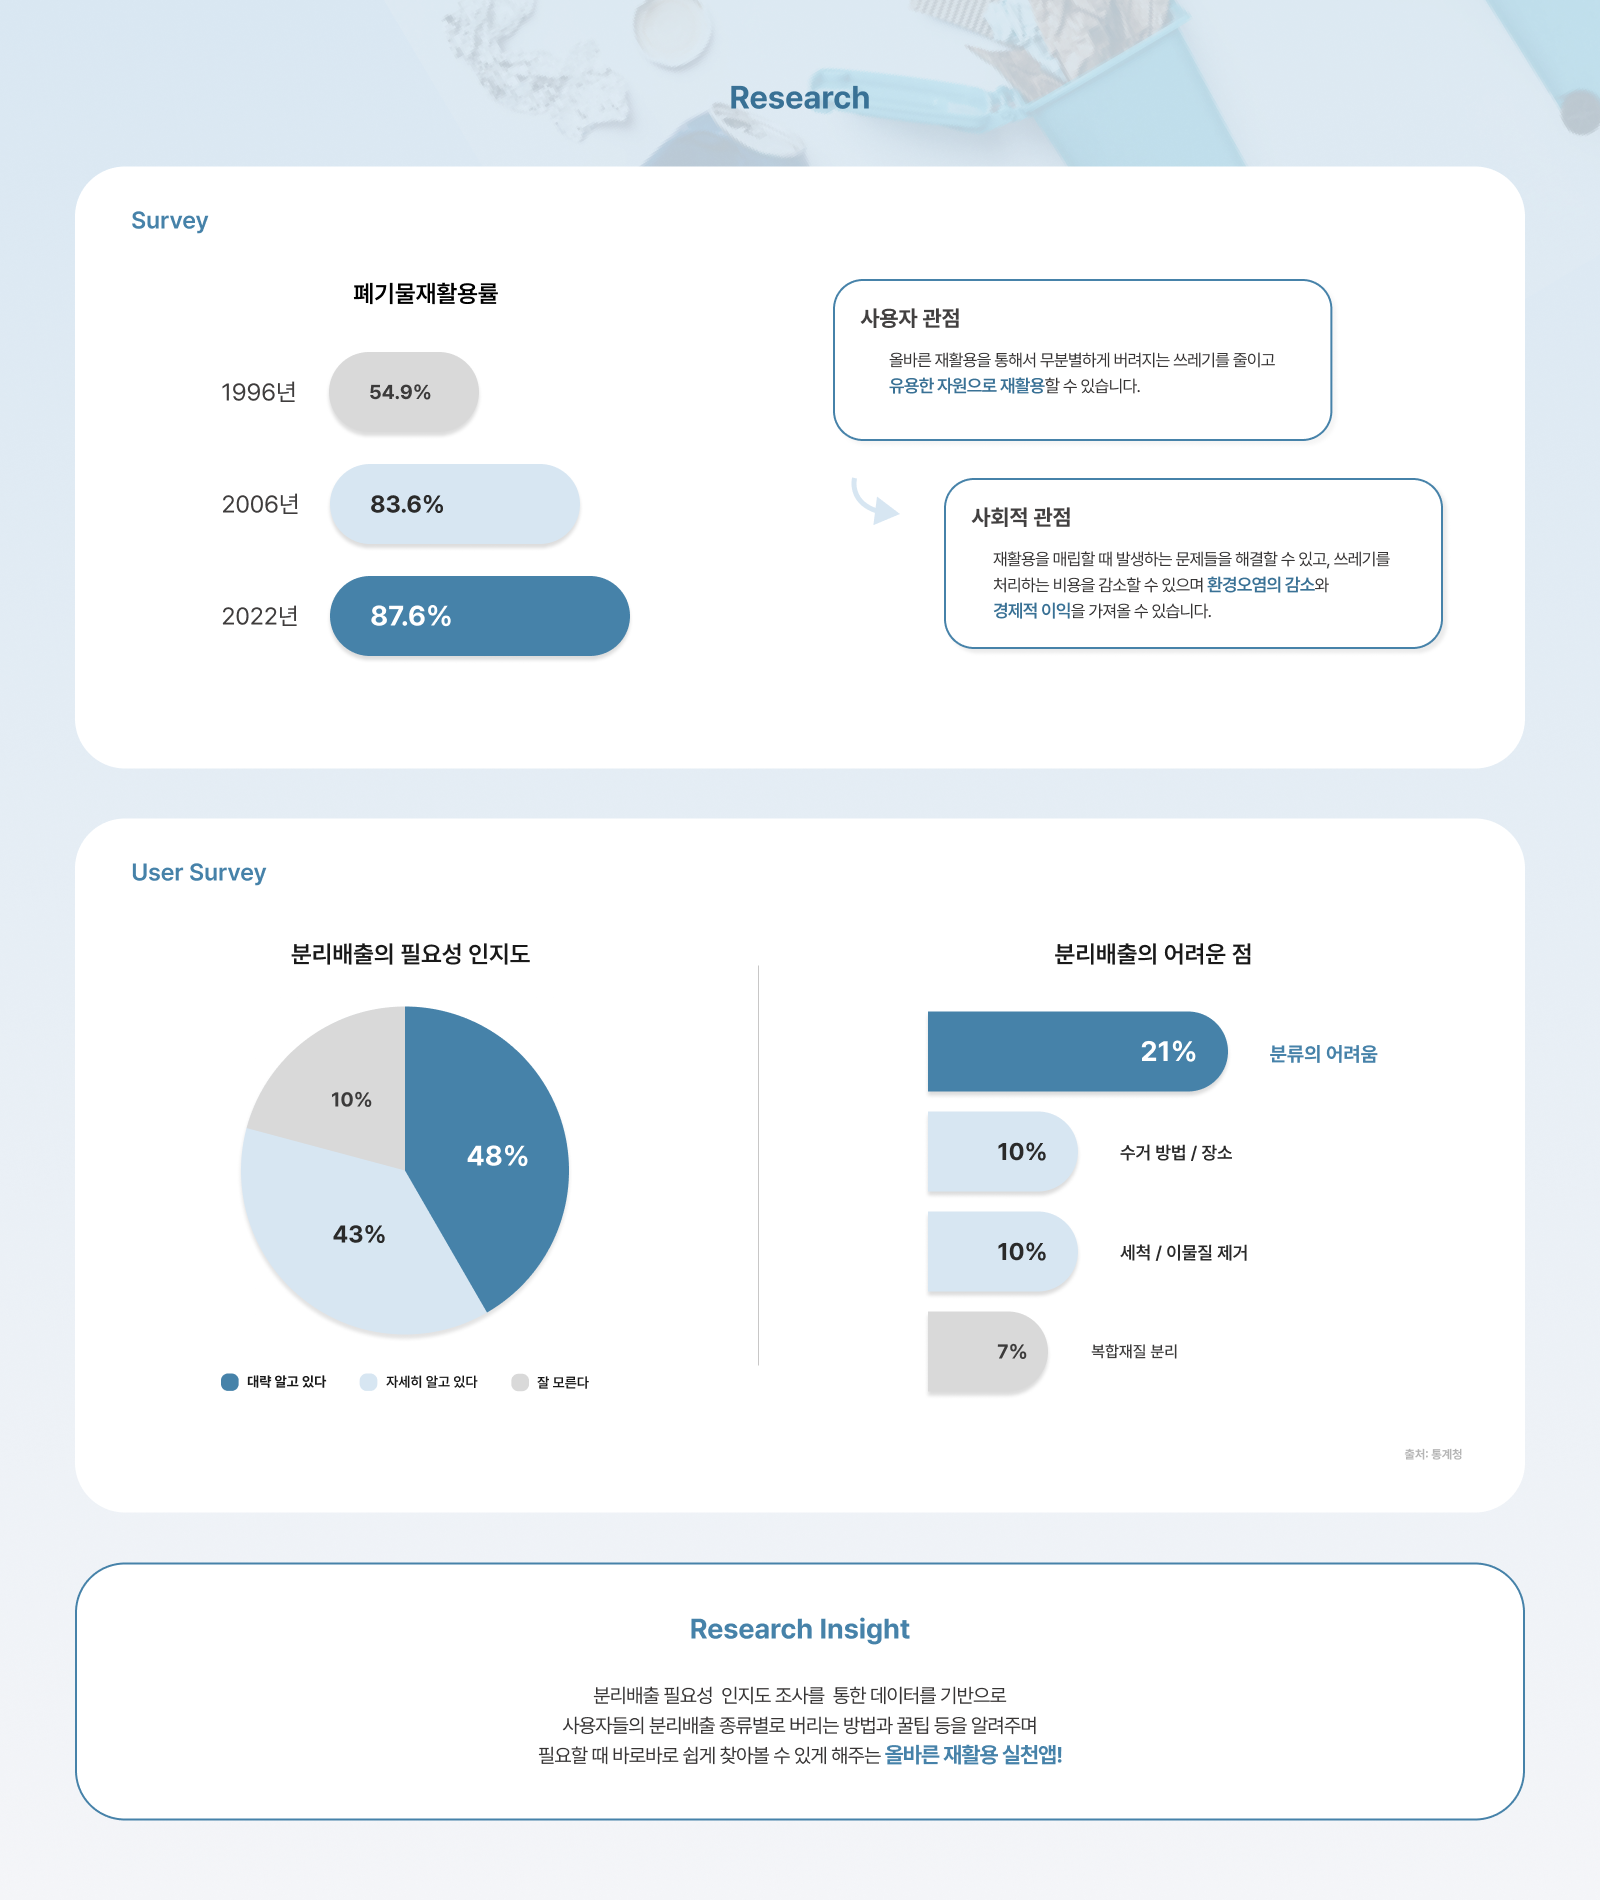 Research
Survey
폐기물재활용률
1996년
54.9%
2006년
83.6%
2022년
87.6%
사용자 관점
올바른 재활용을 통해서 무분별하게 버려지는 쓰레기를 줄이고
유용한 자원으로 재활용할 수 있습니다.
사회적 관점
재활용을 매립할 때 발생하는 문제들을 해결할 수 있고, 쓰레기를
처리하는 비용을 감소할 수 있으며 환경오염의 감소와
경제적 이익을 가져올 수 있습니다.
User Survey
분리배출의 필요성 인지도
10%
48%
43%
대략 알고 있다
자세히 알고 있다
잘 모른다
분리배출의 어려운 점
21%
분류의 어려움
10%
수거 방법 / 장소
10%
세척 / 이물질 제거
7%
복합재질 분리
출처: 통계청
Research Insight
분리배출 필요성 인지도 조사를 통한 데이터를 기반으로
사용자들의 분리배출 종류별로 버리는 방법과 꿀팁 등을 알려주며
필요할 때 바로바로 쉽게 찾아볼 수 있게 해주는 올바른 재활용 실천앱!